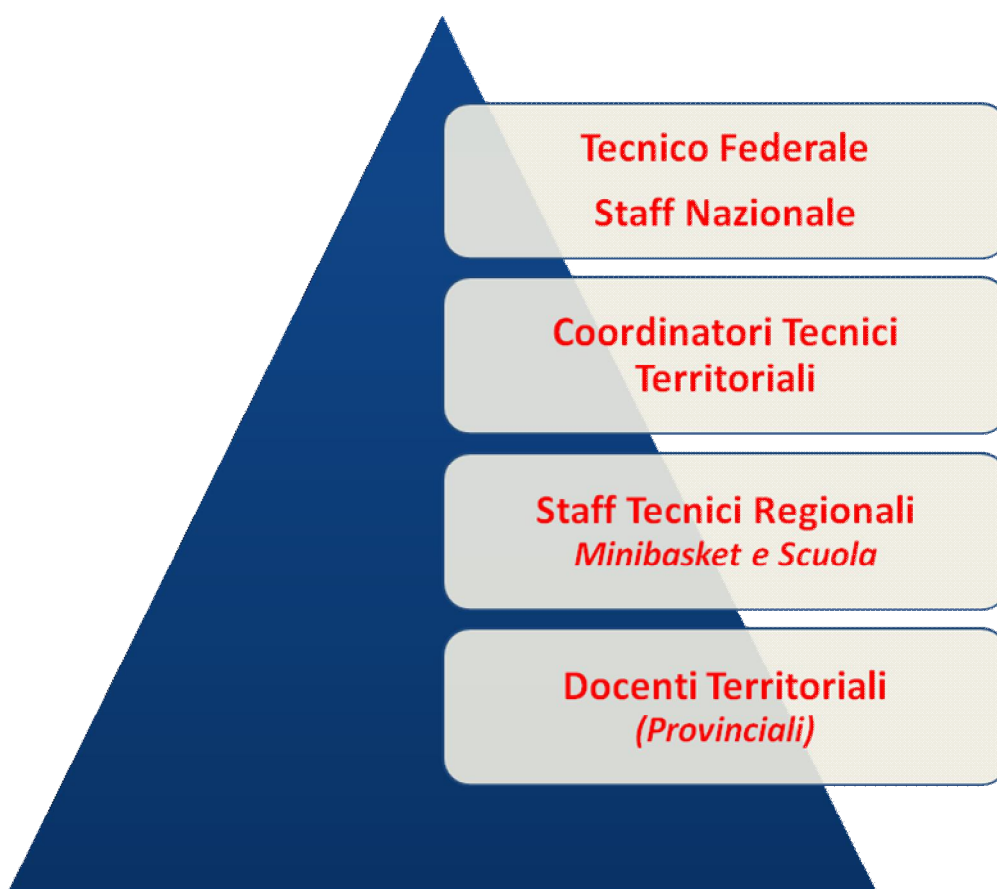 Tecnico Federale
Staff Nazionale
Coordinatori Tecnici
Territoriali
Staff Tecnici Regionali
Minibasket e Scuola
Docenti Territoriali
(Provinciali)